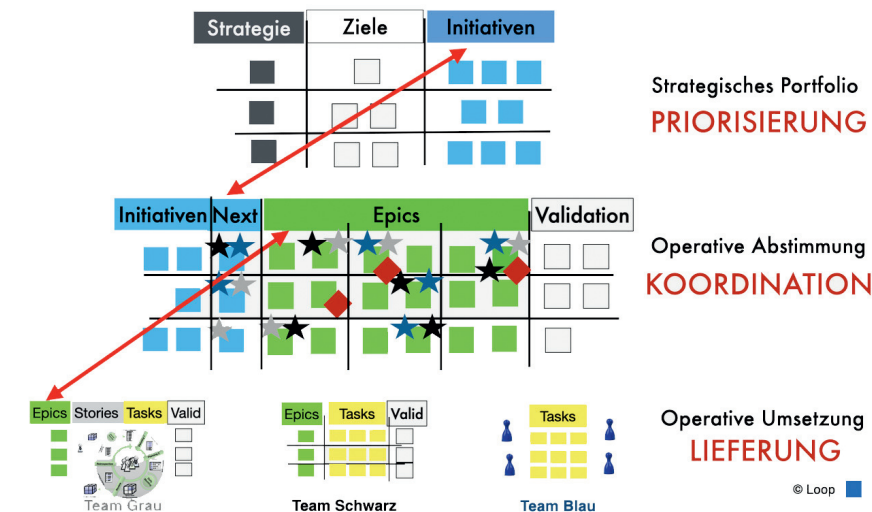 Strategie Ziele Initiativen
Strategisches Portfolio
PRIORISIERUNG
Initiativen Next Epics Validation
Operative Abstimmung
KOORDINATION
Epics Stories Tasks Valid
Epics Tasks Valid
Tasks
Operative Umsetzung
LIEFERUNG
Team Grau
Team Schwarz
Team Blau
© Loop